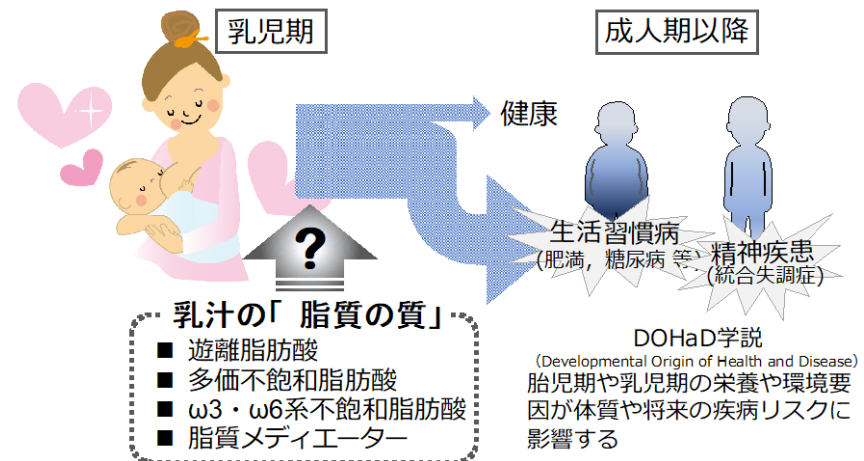 乳児期
成人期以降
健康
生活習慣病
(肥満，糖尿病 等)
精神疾患
(統合失調症)
?
乳汁の「 脂質の質」
■ 遊離脂肪酸
■ 多価不飽和脂肪酸
■ ω3・ω6系不飽和脂肪酸
■ 脂質メディエーター
DOHaD学説
（Developmental Origin of Health and Disease）
胎児期や乳児期の栄養や環境要
因が体質や将来の疾病リスクに
影響する